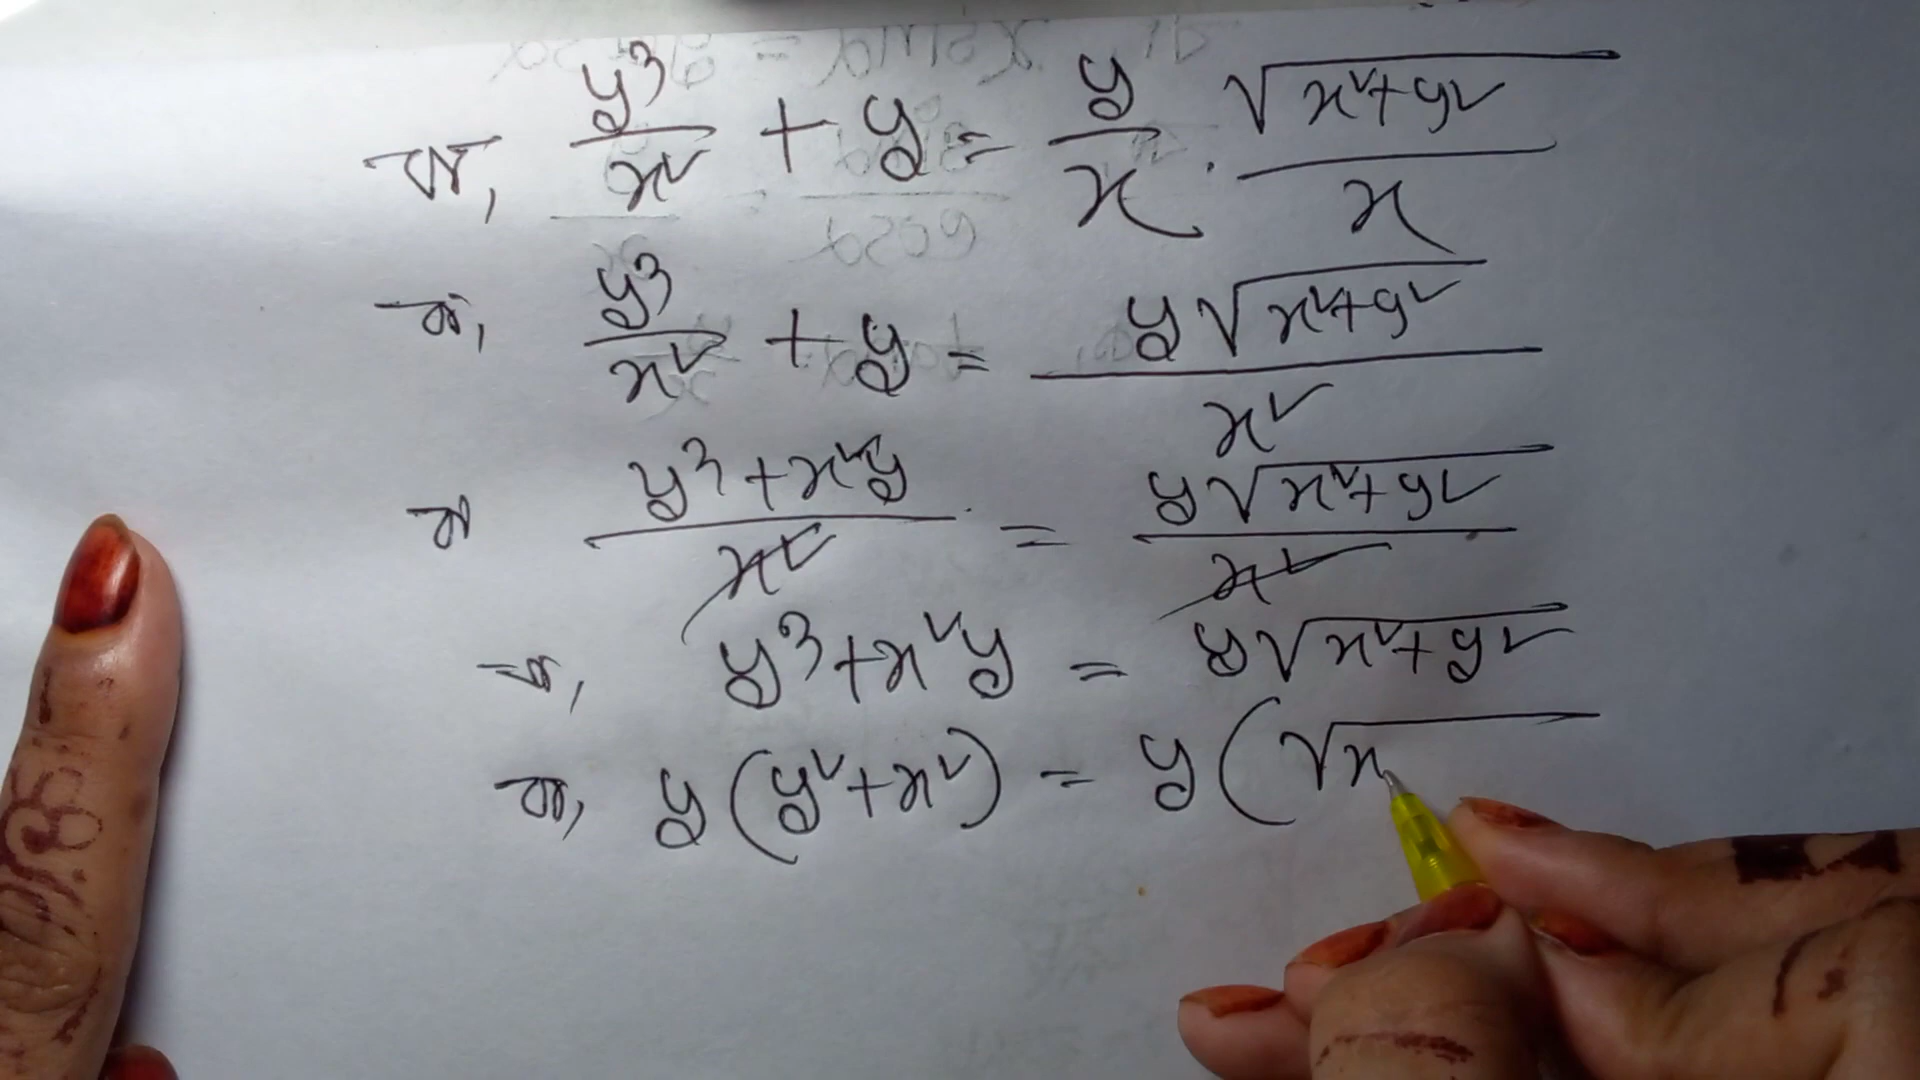 বা, y³/x² + y = y/x · √(x²+y²)/x
বা, y³/x² + y = y√(x²+y²)/x²
বা (y³+x²y)/x² = y√(x²+y²)/x²
বা, y³+x²y = y√(x²+y²)
বা, y(y²+x²) = y(√x